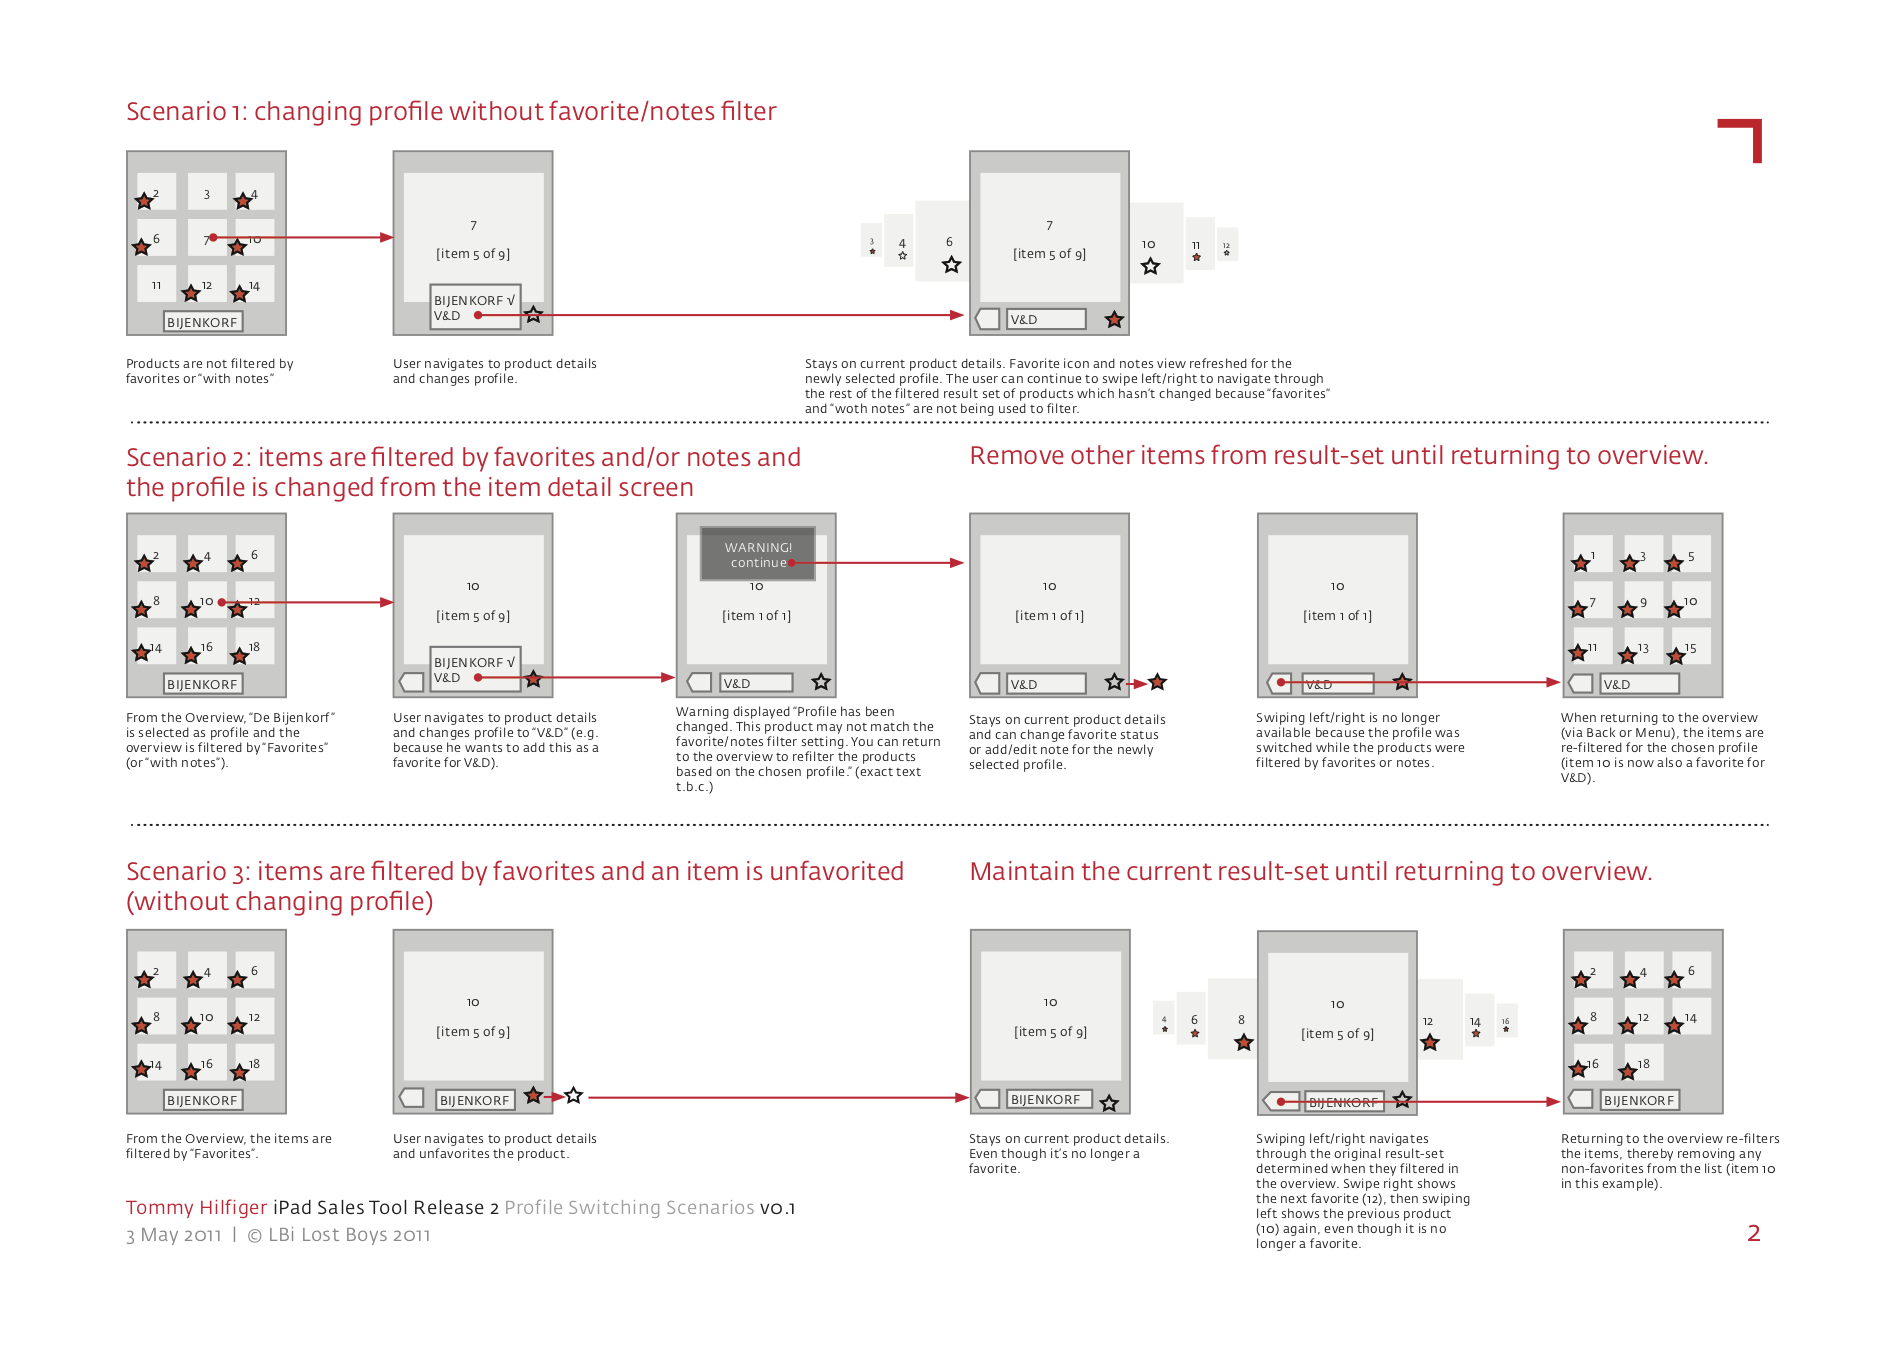 Scenario 1: changing profile without favorite/notes filter
2 3 4
6 7 10
11 12 14
BIJENKORF
Products are not filtered by
favorites or "with notes"
7
[item 5 of 9]
BIJENKORF √
V&D
User navigates to product details
and changes profile.
3 4 6
7
[item 5 of 9]
10 11 12
V&D
Stays on current product details. Favorite icon and notes view refreshed for the
newly selected profile. The user can continue to swipe left/right to navigate through
the rest of the filtered result set of products which hasn't changed because "favorites"
and "woth notes" are not being used to filter.
Scenario 2: items are filtered by favorites and/or notes and
the profile is changed from the item detail screen
Remove other items from result-set until returning to overview.
2 4 6
8 10 12
14 16 18
BIJENKORF
From the Overview, "De Bijenkorf"
is selected as profile and the
overview is filtered by "Favorites"
(or "with notes").
10
[item 5 of 9]
BIJENKORF √
V&D
User navigates to product details
and changes profile to "V&D" (e.g.
because he wants to add this as a
favorite for V&D).
WARNING!
continue
10
[item 1 of 1]
V&D
Warning displayed "Profile has been
changed. This product may not match the
favorite/notes filter setting. You can return
to the overview to refilter the products
based on the chosen profile." (exact text
t.b.c.)
10
[item 1 of 1]
V&D
Stays on current product details
and can change favorite status
or add/edit note for the newly
selected profile.
10
[item 1 of 1]
V&D
Swiping left/right is no longer
available because the profile was
switched while the products were
filtered by favorites or notes.
1 3 5
7 9 10
11 13 15
V&D
When returning to the overview
(via Back or Menu), the items are
re-filtered for the chosen profile
(item 10 is now also a favorite for
V&D).
Scenario 3: items are filtered by favorites and an item is unfavorited
(without changing profile)
Maintain the current result-set until returning to overview.
2 4 6
8 10 12
14 16 18
BIJENKORF
From the Overview, the items are
filtered by "Favorites".
10
[item 5 of 9]
BIJENKORF
User navigates to product details
and unfavorites the product.
10
[item 5 of 9]
BIJENKORF
Stays on current product details.
Even though it's no longer a
favorite.
4 6 8
10
[item 5 of 9]
12 14 16
BIJENKORF
Swiping left/right navigates
through the original result-set
determined when they filtered in
the overview. Swipe right shows
the next favorite (12), then swiping
left shows the previous product
(10) again, even though it is no
longer a favorite.
2 4 6
8 12 14
16 18
BIJENKORF
Returning to the overview re-filters
the items, thereby removing any
non-favorites from the list (item 10
in this example).
Tommy Hilfiger iPad Sales Tool Release 2 Profile Switching Scenarios v0.1
3 May 2011 | © LBi Lost Boys 2011
2